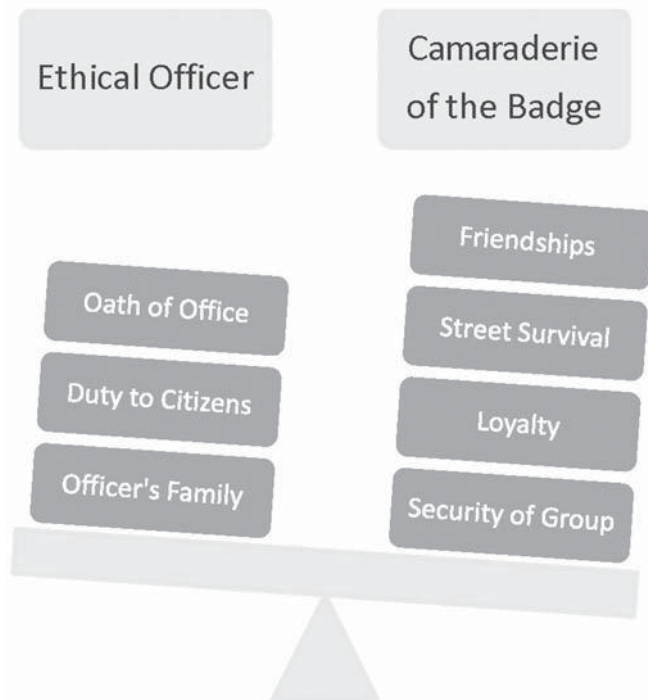 Ethical Officer
Camaraderie
of the Badge
Oath of Office
Duty to Citizens
Officer's Family
Friendships
Street Survival
Loyalty
Security of Group